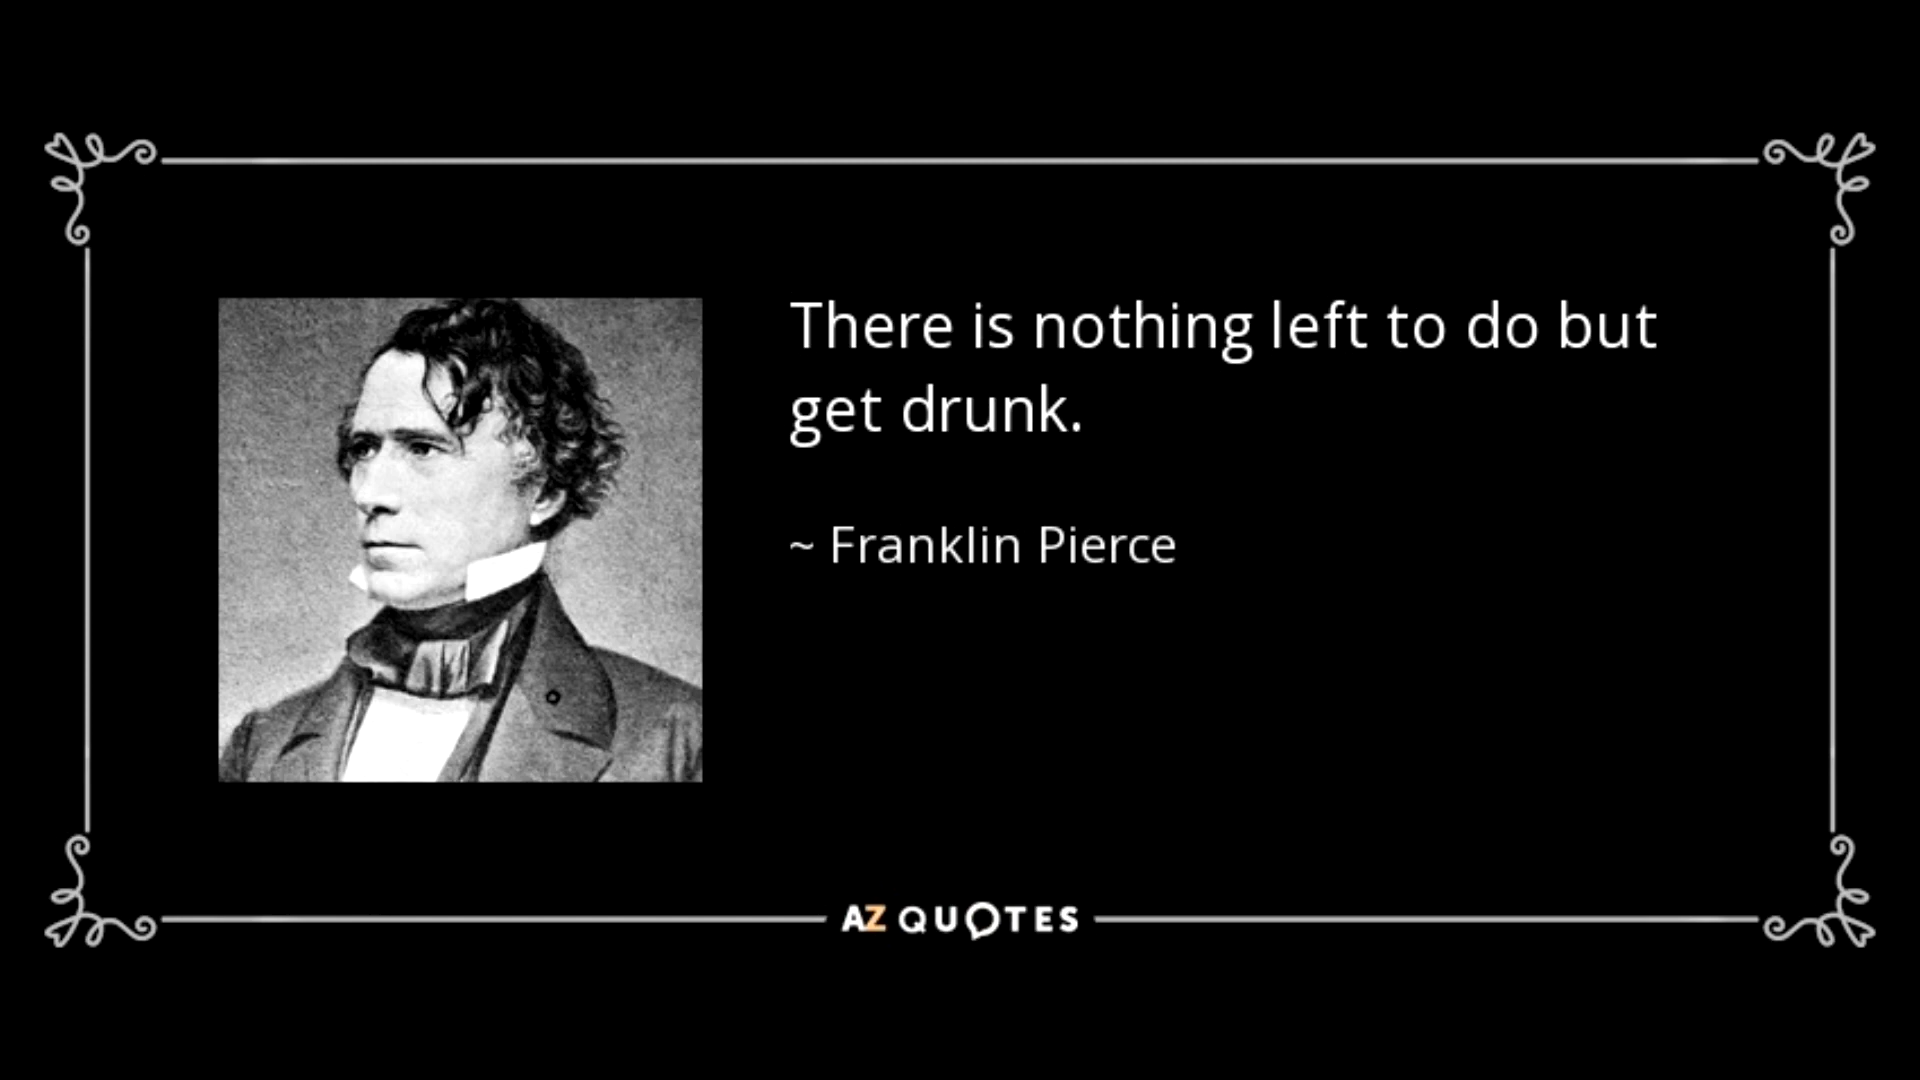 There is nothing left to do but
get drunk.
~ Franklin Pierce
AZ QUOTES